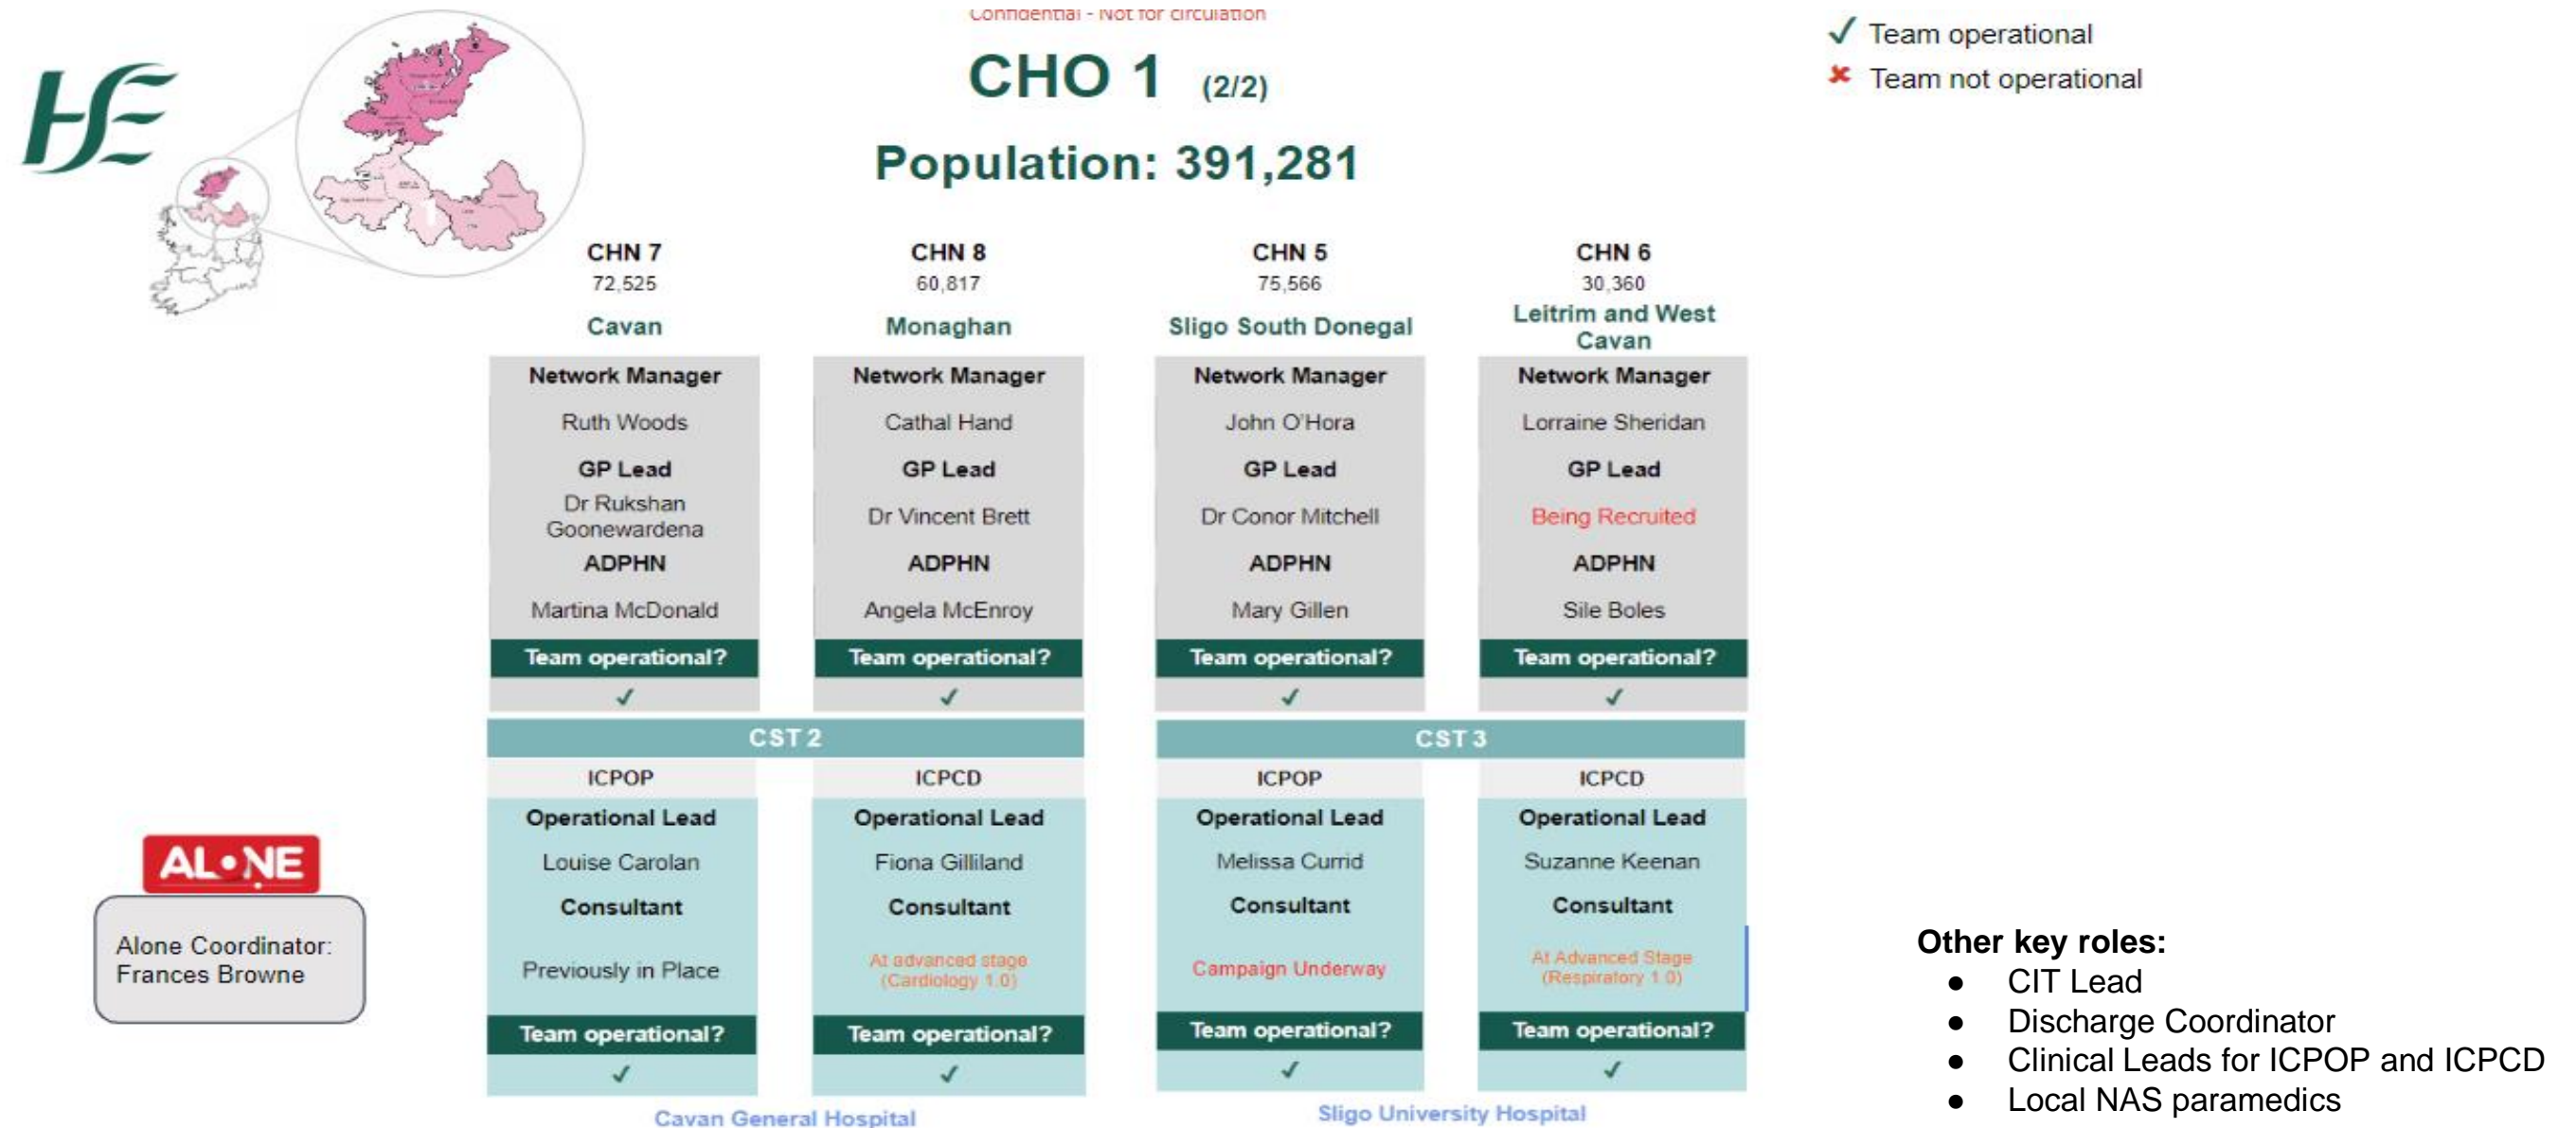 Confidential - Not for circulation
CHO 1 (2/2)
Population: 391,281
✓ Team operational
✘ Team not operational
HSE
1
CHN 7
72,525
Cavan
Network Manager
Ruth Woods
GP Lead
Dr Rukshan
Goonewardena
ADPHN
Martina McDonald
Team operational?
✓
CHN 8
60,817
Monaghan
Network Manager
Cathal Hand
GP Lead
Dr Vincent Brett
ADPHN
Angela McEnroy
Team operational?
✓
CHN 5
75,566
Sligo South Donegal
Network Manager
John O'Hora
GP Lead
Dr Conor Mitchell
ADPHN
Mary Gillen
Team operational?
✓
CHN 6
30,360
Leitrim and West
Cavan
Network Manager
Lorraine Sheridan
GP Lead
Being Recruited
ADPHN
Sile Boles
Team operational?
✓
CST 2
ICPOP
Operational Lead
Louise Carolan
Consultant
Previously in Place
Team operational?
✓
ICPCD
Operational Lead
Fiona Gilliland
Consultant
At advanced stage
(Cardiology 1.0)
Team operational?
✓
Cavan General Hospital
CST 3
ICPOP
Operational Lead
Melissa Currid
Consultant
Campaign Underway
Team operational?
✓
ICPCD
Operational Lead
Suzanne Keenan
Consultant
At Advanced Stage
(Respiratory 1.0)
Team operational?
✓
Sligo University Hospital
ALONE
Alone Coordinator:
Frances Browne
Other key roles:
● CIT Lead
● Discharge Coordinator
● Clinical Leads for ICPOP and ICPCD
● Local NAS paramedics